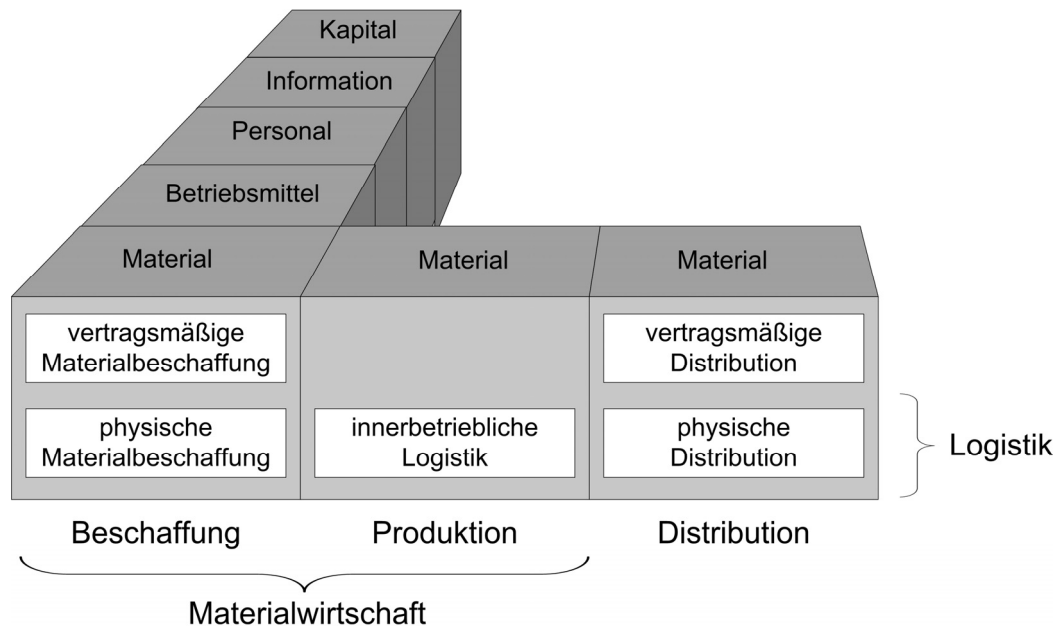 Kapital
Information
Personal
Betriebsmittel
Material
Material
Material
vertragsmäßige
Materialbeschaffung
vertragsmäßige
Distribution
physische
Materialbeschaffung
innerbetriebliche
Logistik
physische
Distribution
Logistik
Beschaffung
Produktion
Distribution
Materialwirtschaft